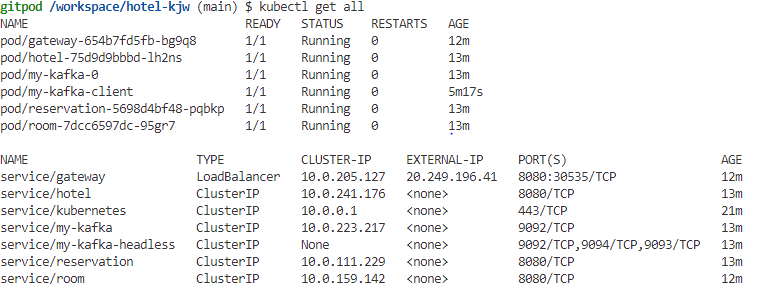 gitpod /workspace/hotel-kjw (main) $ kubectl get all
NAME READY STATUS RESTARTS AGE
pod/gateway-654b7fd5fb-bg9q8 1/1 Running 0 12m
pod/hotel-75d9d9bbbd-lh2ns 1/1 Running 0 13m
pod/my-kafka-0 1/1 Running 0 13m
pod/my-kafka-client 1/1 Running 0 5m17s
pod/reservation-5698d4bf48-pqbkp 1/1 Running 0 13m
pod/room-7dcc6597dc-95gr7 1/1 Running 0 13m
NAME TYPE CLUSTER-IP EXTERNAL-IP PORT(S) AGE
service/gateway LoadBalancer 10.0.205.127 20.249.196.41 8080:30535/TCP 12m
service/hotel ClusterIP 10.0.241.176 <none> 8080/TCP 13m
service/kubernetes ClusterIP 10.0.0.1 <none> 443/TCP 21m
service/my-kafka ClusterIP 10.0.223.217 <none> 9092/TCP 13m
service/my-kafka-headless ClusterIP None <none> 9092/TCP,9094/TCP,9093/TCP 13m
service/reservation ClusterIP 10.0.111.229 <none> 8080/TCP 13m
service/room ClusterIP 10.0.159.142 <none> 8080/TCP 12m